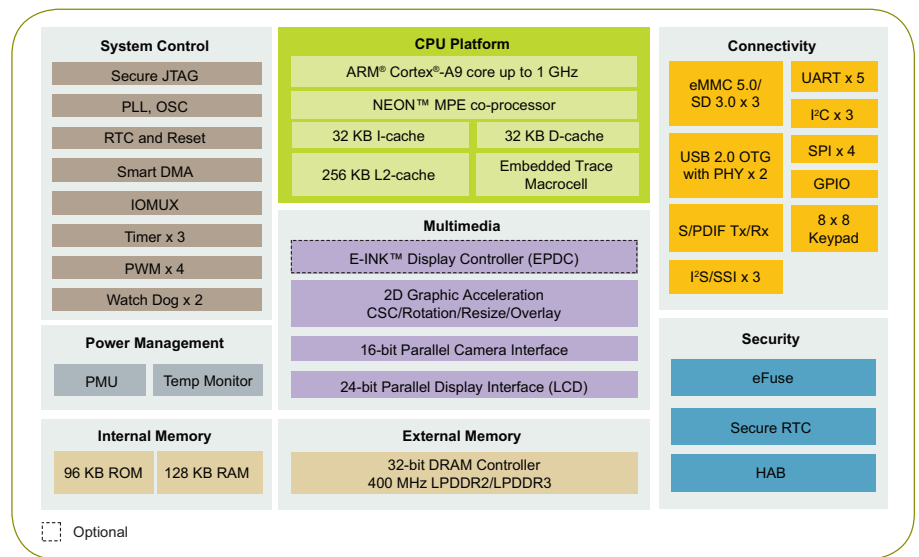 System Control
Secure JTAG
PLL, OSC
RTC and Reset
Smart DMA
IOMUX
Timer x 3
PWM x 4
Watch Dog x 2
Power Management
PMU
Temp Monitor
Internal Memory
96 KB ROM
128 KB RAM
CPU Platform
ARM® Cortex®-A9 core up to 1 GHz
NEON™ MPE co-processor
32 KB I-cache
32 KB D-cache
256 KB L2-cache
Embedded Trace
Macrocell
Multimedia
E-INK™ Display Controller (EPDC)
2D Graphic Acceleration
CSC/Rotation/Resize/Overlay
16-bit Parallel Camera Interface
24-bit Parallel Display Interface (LCD)
External Memory
32-bit DRAM Controller
400 MHz LPDDR2/LPDDR3
Connectivity
eMMC 5.0/
SD 3.0 x 3
USB 2.0 OTG
with PHY x 2
S/PDIF Tx/Rx
I²S/SSI x 3
UART x 5
I²C x 3
SPI x 4
GPIO
8 x 8
Keypad
Security
eFuse
Secure RTC
HAB
Optional